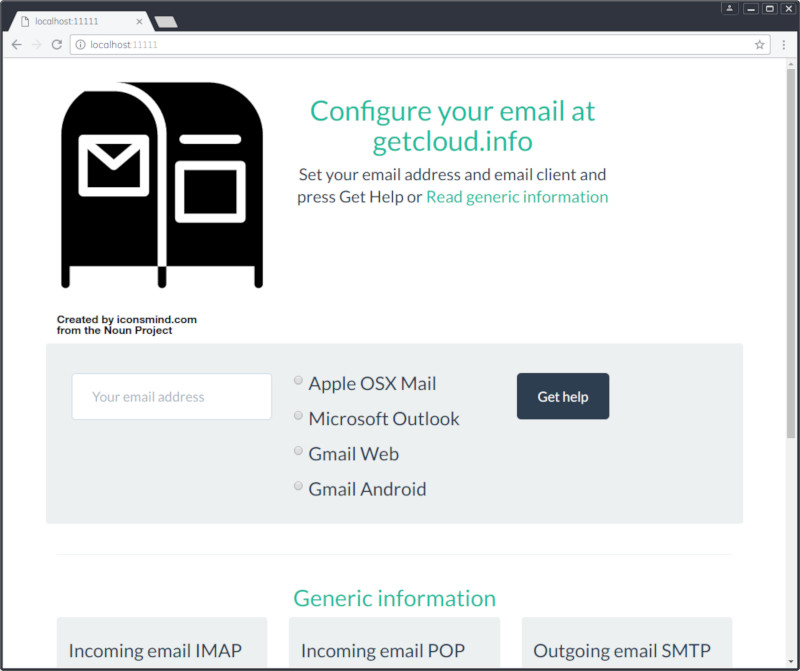 localhost:11111
localhost:11111
Configure your email at
getcloud.info
Set your email address and email client and
press Get Help or Read generic information
Created by iconsmind.com
from the Noun Project
Your email address
Apple OSX Mail
Microsoft Outlook
Gmail Web
Gmail Android
Get help
Generic information
Incoming email IMAP
Incoming email POP
Outgoing email SMTP